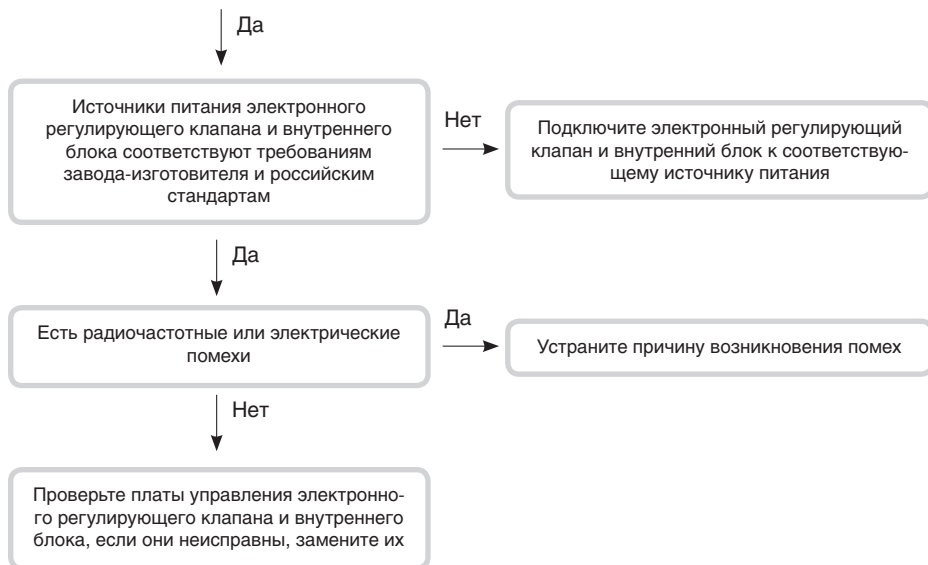 Да
Источники питания электронного
регулирующего клапана и внутреннего
блока соответствуют требованиям
завода-изготовителя и российским
стандартам
Нет
Подключите электронный регулирующий
клапан и внутренний блок к соответствую-
щему источнику питания
Да
Есть радиочастотные или электрические
помехи
Да
Устраните причину возникновения помех
Нет
Проверьте платы управления электронно-
го регулирующего клапана и внутреннего
блока, если они неисправны, замените их